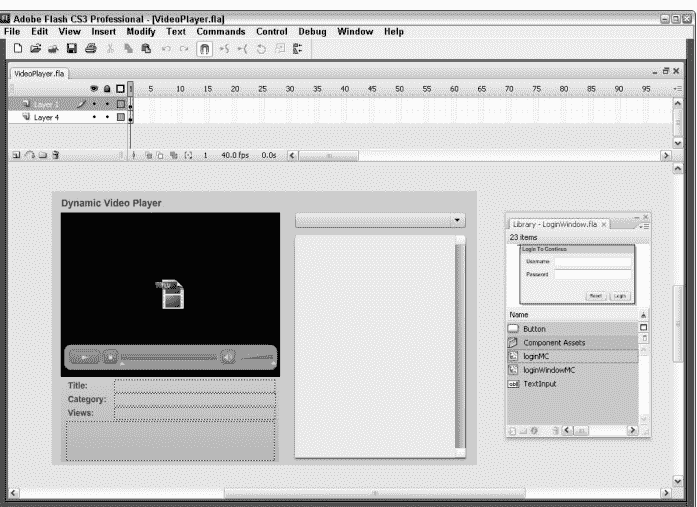 Adobe Flash CS3 Professional - [VideoPlayer.fla]
File Edit View Insert Modify Text Commands Control Debug Window Help
VideoPlayer.fla
1 5 10 15 20 25 30 35 40 45 50 55 60 65 70 75 80 85 90 95
Layer 1
Layer 4
1 40.0 fps 0.0s
Dynamic Video Player
Title:
Category:
Views:
Library - LoginWindow.fla
23 items
Login To Continue
Username
Password
Reset Login
Name
Button
Component Assets
loginMC
loginWindowMC
TextInput